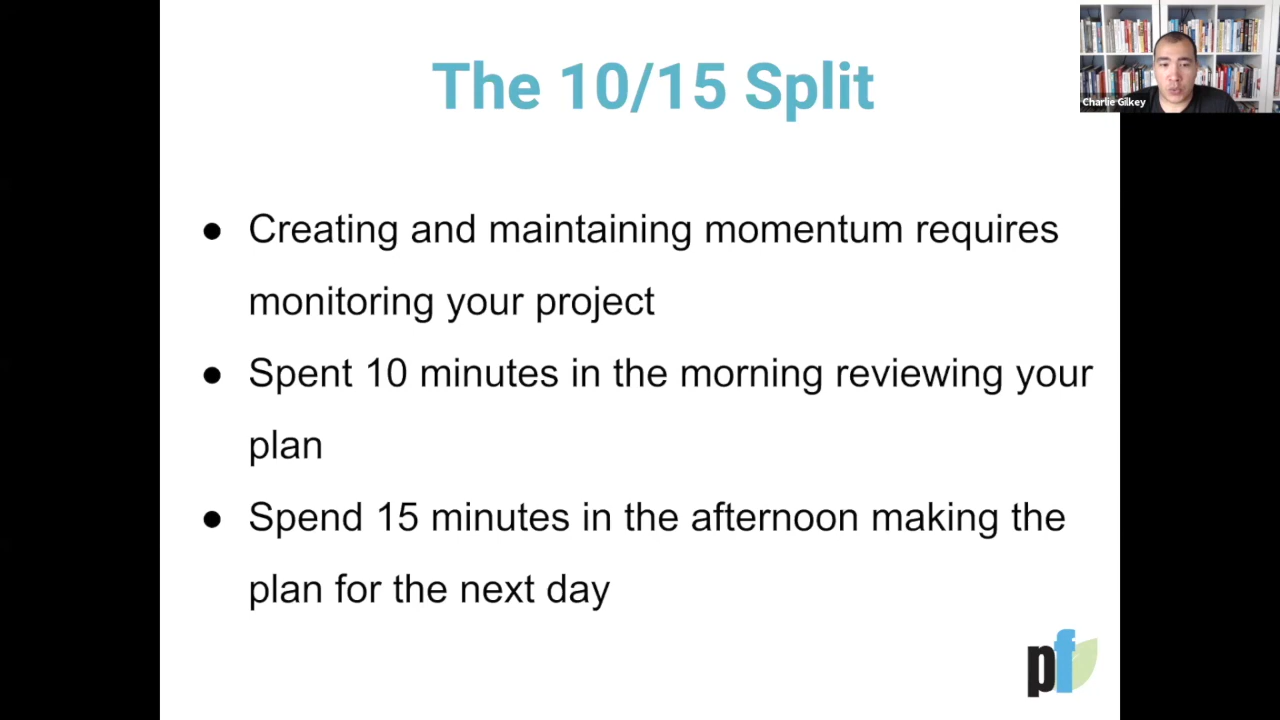 The 10/15 Split
Charlie Gilkey
● Creating and maintaining momentum requires
monitoring your project
● Spent 10 minutes in the morning reviewing your
plan
● Spend 15 minutes in the afternoon making the
plan for the next day
pf